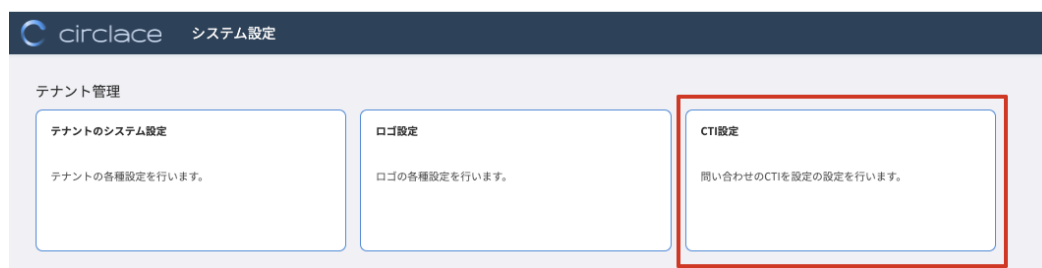 circlace システム設定
テナント管理
テナントのシステム設定
テナントの各種設定を行います。
ロゴ設定
ロゴの各種設定を行います。
CTI設定
問い合わせのCTIを設定の設定を行います。